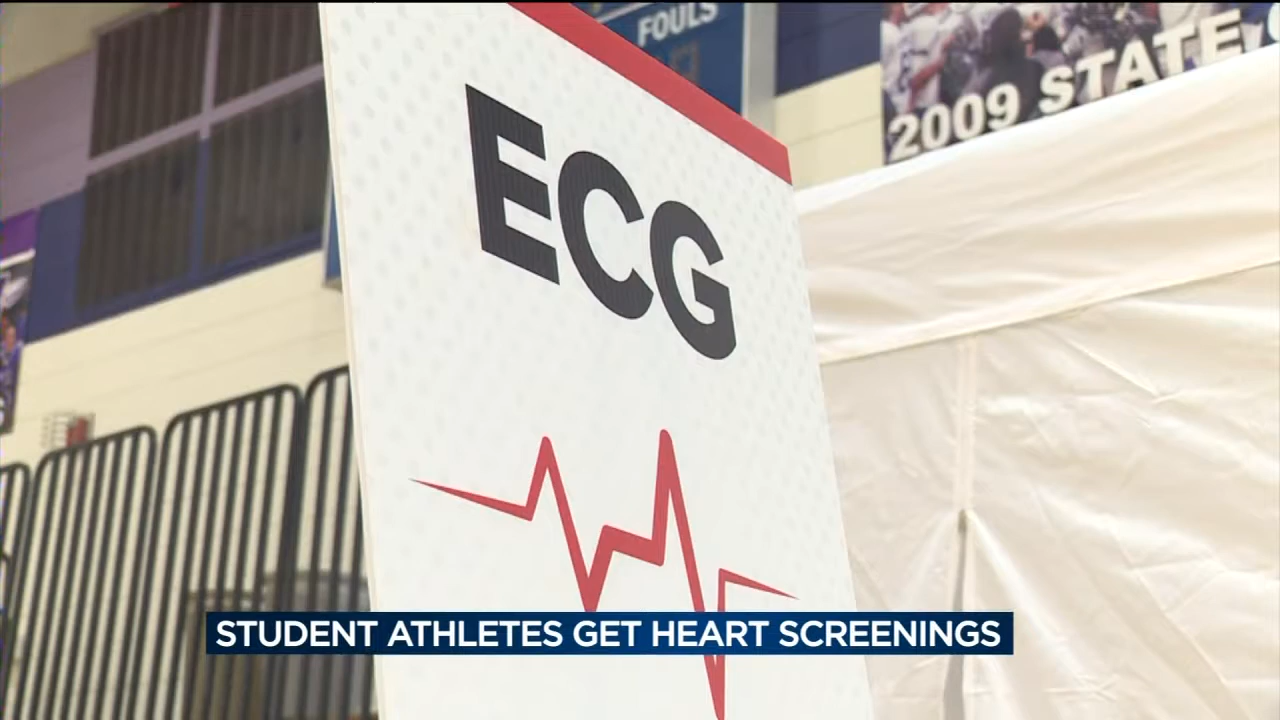 FOULS
2009 STATE
ECG
STUDENT ATHLETES GET HEART SCREENINGS